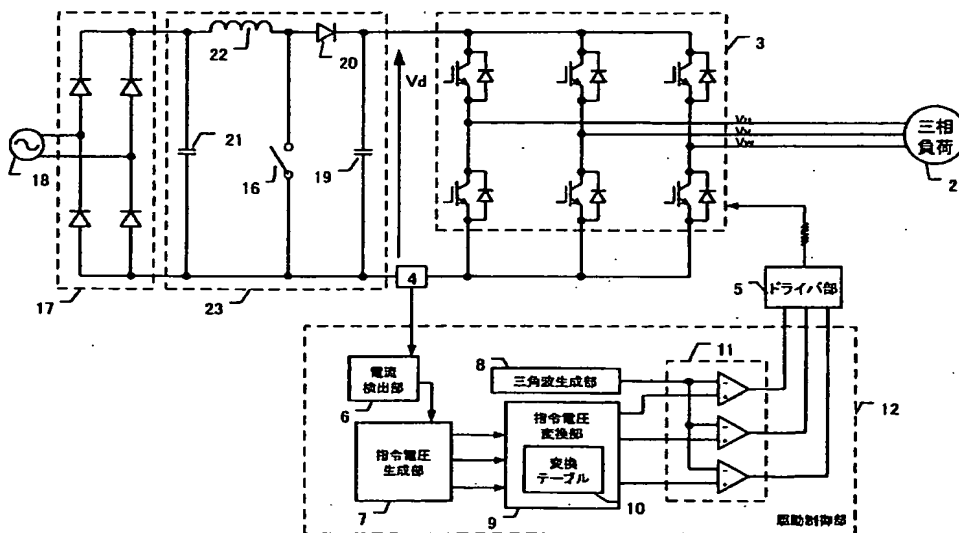 22
20
3
Vd
三相
負荷
Vu
Vv
Vw
18
21
16
19
2
17
23
4
5
ドライバ部
8
三角波生成部
11
12
電流
検出部
6
指令電圧
生成部
指令電圧
変換部
変換
テーブル
7
9
10
駆動制御部